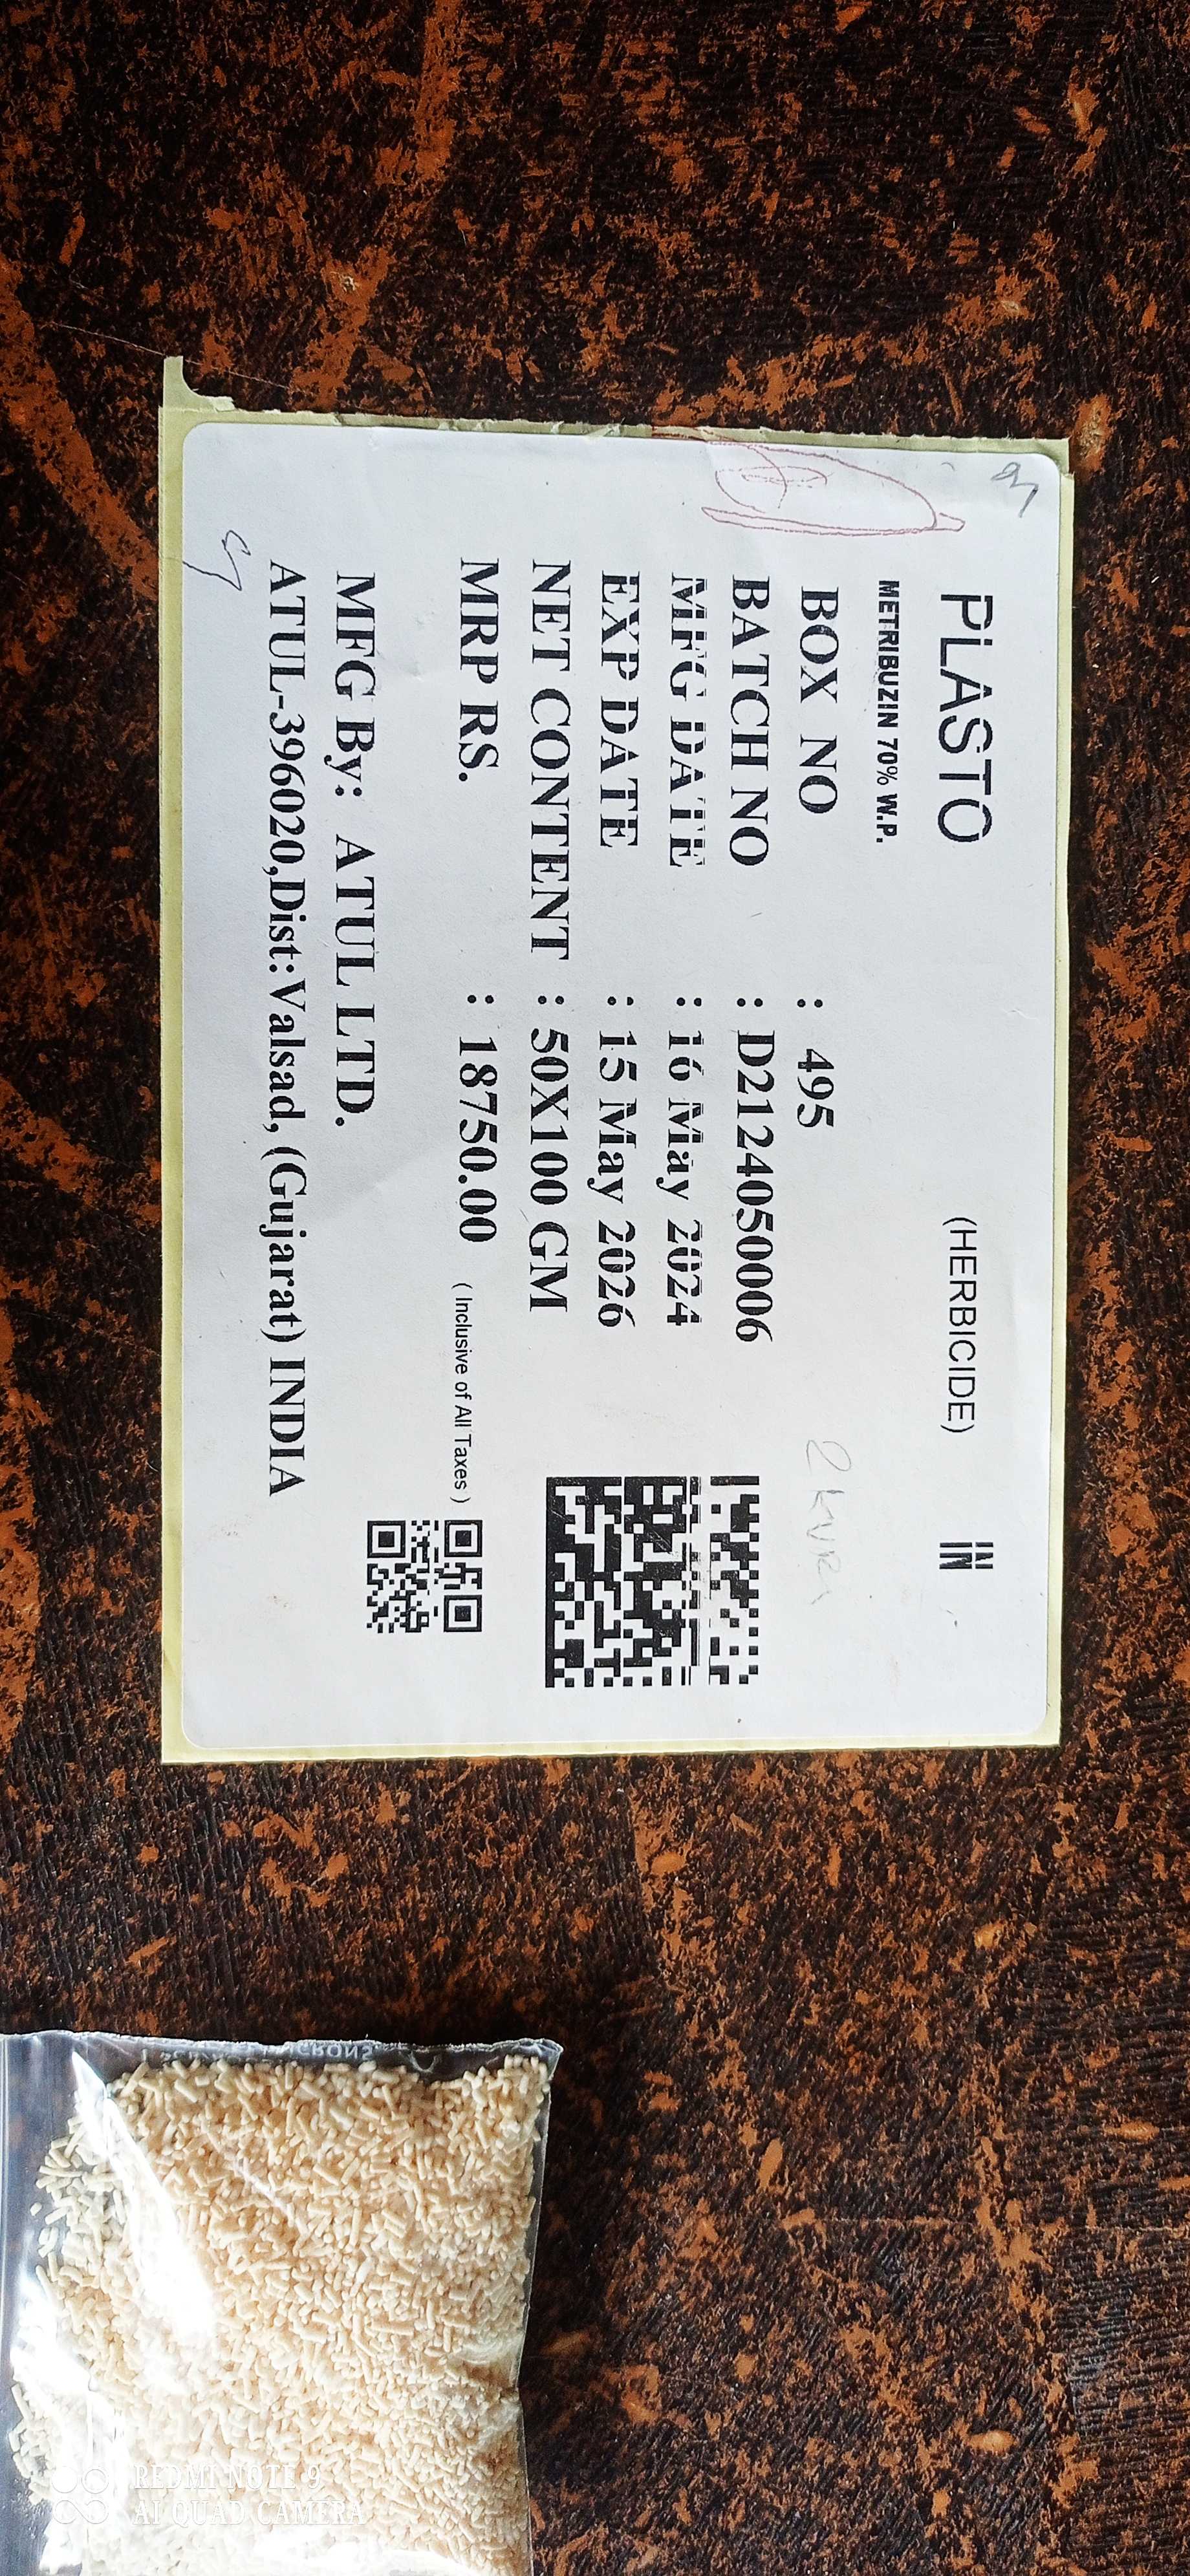 PLASTO (HERBICIDE)
METRIBUZIN 70% W.P.
BOX NO : 495
BATCH NO : D2124050006
MFG DATE : 16 May 2024
EXP DATE : 15 May 2026
NET CONTENT : 50X100 GM
MRP RS. : 18750.00 ( Inclusive of All Taxes )
MFG By: ATUL LTD.
ATUL-396020,Dist:Valsad, (Gujarat) INDIA
REDMI NOTE 9
AI QUAD CAMERA